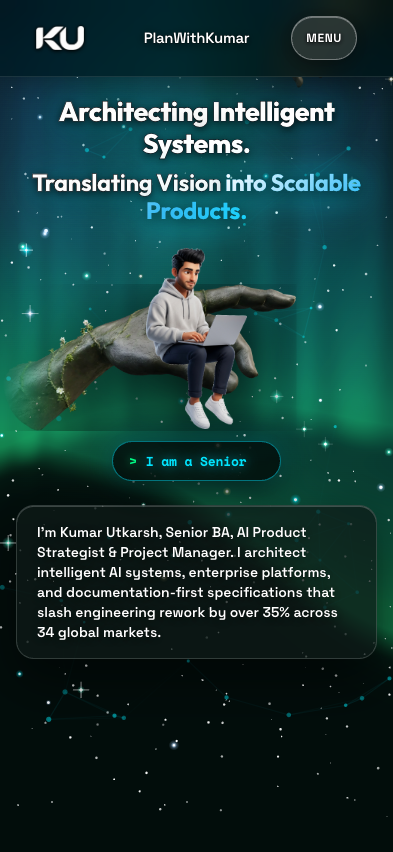 KU
PlanWithKumar
MENU
Architecting Intelligent
Systems.
Translating Vision into Scalable
Products.
> I am a Senior
I'm Kumar Utkarsh, Senior BA, AI Product
Strategist & Project Manager. I architect
intelligent AI systems, enterprise platforms,
and documentation-first specifications that
slash engineering rework by over 35% across
34 global markets.